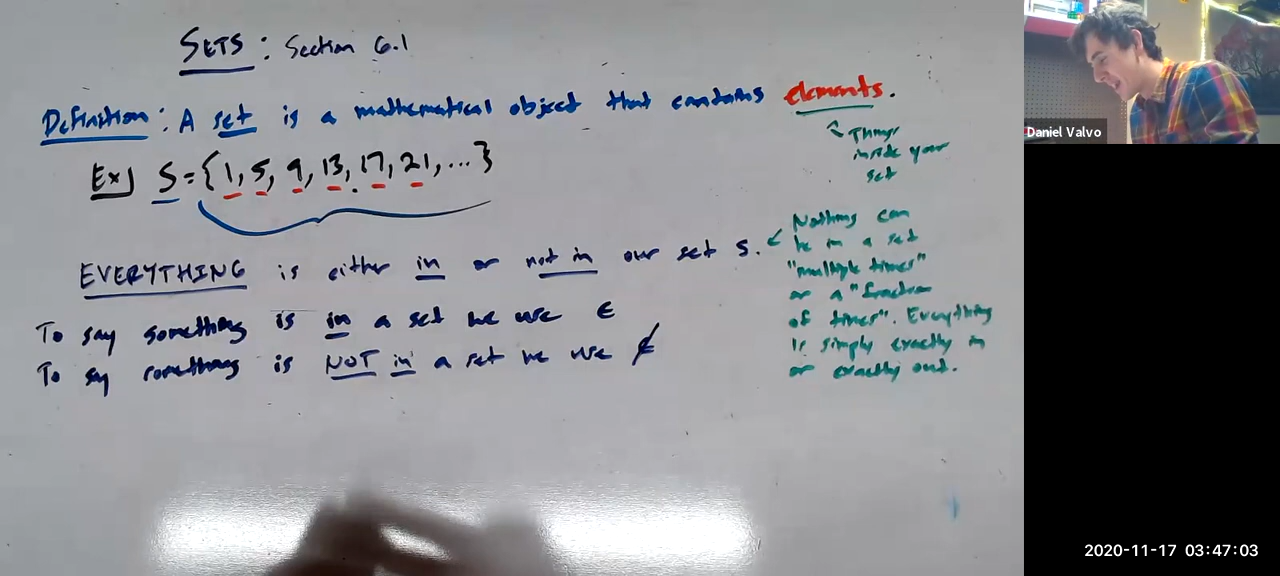 SETS: Section 6.1
Definition: A set is a mathematical object that contains elements.
↖ Things
inside your
set
Ex] S = {1, 5, 9, 13, 17, 21, ...}
EVERYTHING is either in or not in our set S.
← Nothing can
be in a set
"multiple times"
or a "fraction
of times". Everything
is simply exactly in
or exactly out.
To say something is in a set we use ∈
To say something is NOT in a set we use ∉
Daniel Valvo
2020-11-17 03:47:03